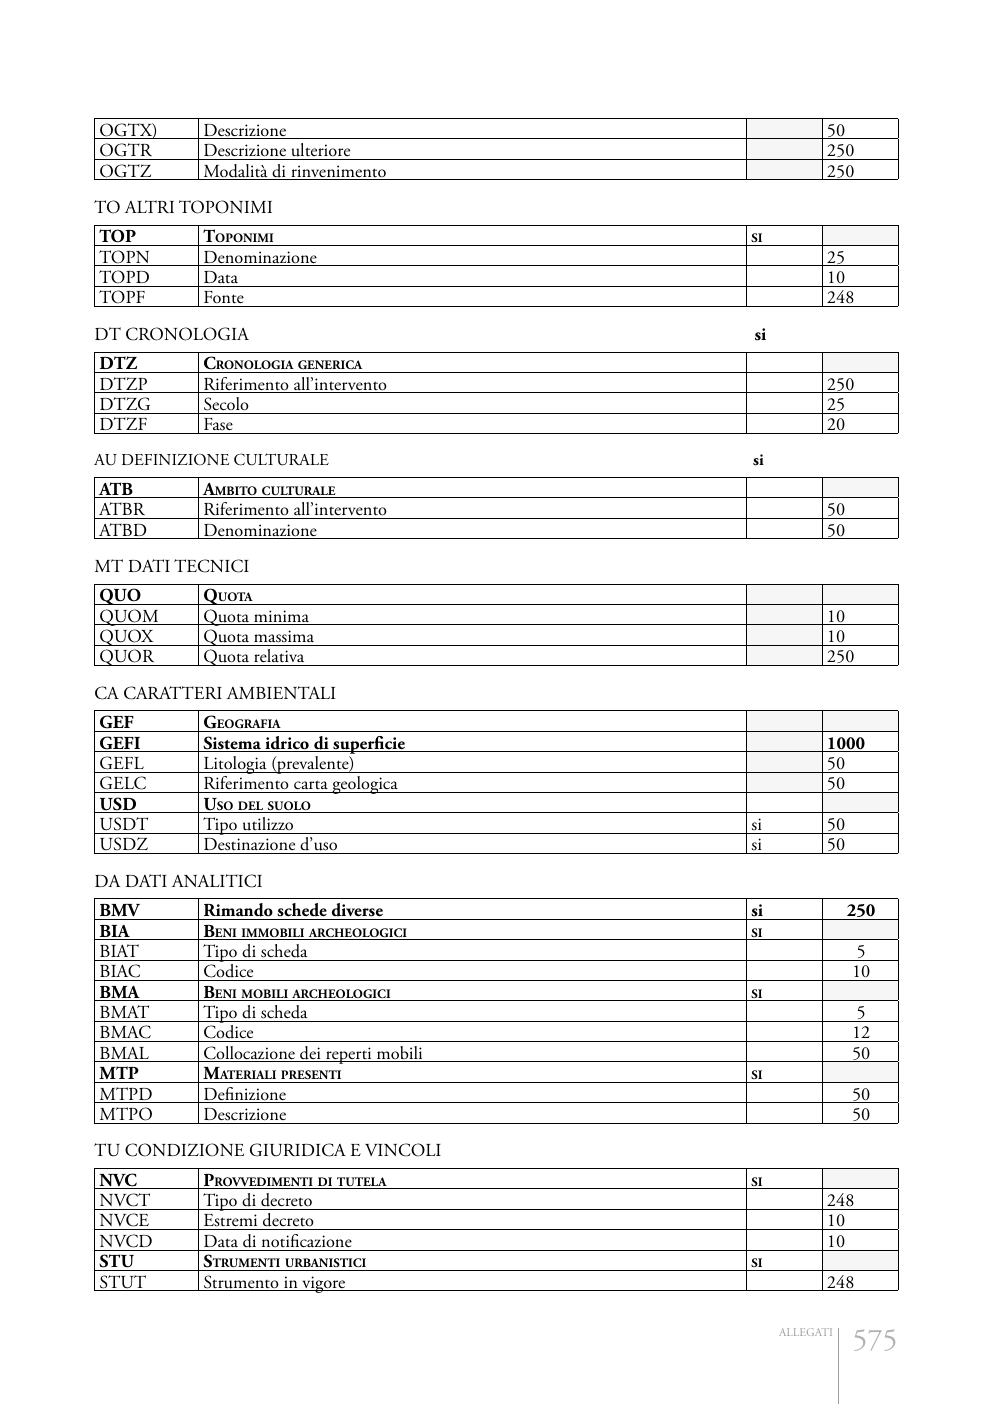 OGTX) Descrizione 50
OGTR Descrizione ulteriore 250
OGTZ Modalità di rinvenimento 250
TO ALTRI TOPONIMI
TOP Toponimi si
TOPN Denominazione 25
TOPD Data 10
TOPF Fonte 248
DT CRONOLOGIA si
DTZ Cronologia generica
DTZP Riferimento all’intervento 250
DTZG Secolo 25
DTZF Fase 20
AU DEFINIZIONE CULTURALE si
ATB Ambito culturale
ATBR Riferimento all’intervento 50
ATBD Denominazione 50
MT DATI TECNICI
QUO Quota
QUOM Quota minima 10
QUOX Quota massima 10
QUOR Quota relativa 250
CA CARATTERI AMBIENTALI
GEF Geografia
GEFI Sistema idrico di superficie 1000
GEFL Litologia (prevalente) 50
GELC Riferimento carta geologica 50
USD Uso del suolo
USDT Tipo utilizzo si 50
USDZ Destinazione d’uso si 50
DA DATI ANALITICI
BMV Rimando schede diverse si 250
BIA Beni immobili archeologici si
BIAT Tipo di scheda 5
BIAC Codice 10
BMA Beni mobili archeologici si
BMAT Tipo di scheda 5
BMAC Codice 12
BMAL Collocazione dei reperti mobili 50
MTP Materiali presenti si
MTPD Definizione 50
MTPO Descrizione 50
TU CONDIZIONE GIURIDICA E VINCOLI
NVC Provvedimenti di tutela si
NVCT Tipo di decreto 248
NVCE Estremi decreto 10
NVCD Data di notificazione 10
STU Strumenti urbanistici si
STUT Strumento in vigore 248
ALLEGATI 575